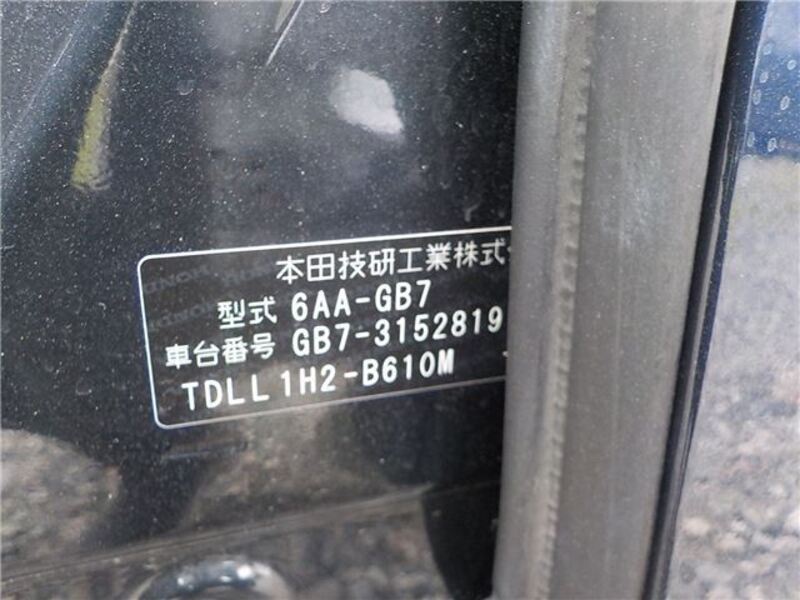 本田技研工業株式
型式 6AA-GB7
車台番号 GB7-3152819
TDLL1H2-B610M